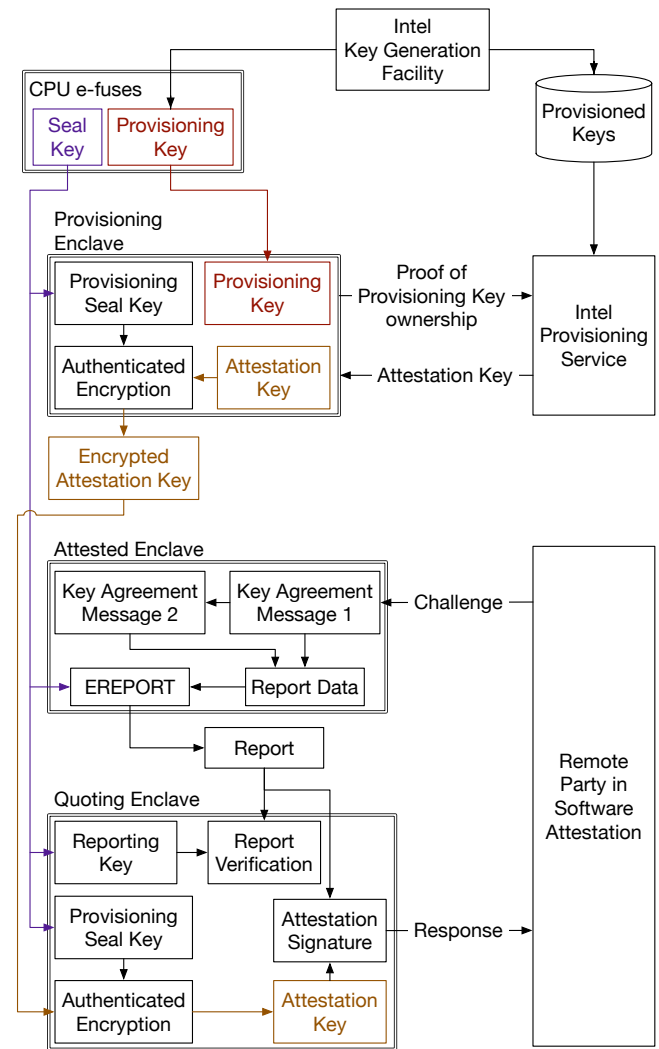 Intel
Key Generation
Facility
CPU e-fuses
Seal
Key
Provisioning
Key
Provisioned
Keys
Provisioning
Enclave
Provisioning
Seal Key
Provisioning
Key
Proof of
Provisioning Key
ownership
Intel
Provisioning
Service
Authenticated
Encryption
Attestation
Key
Attestation Key
Encrypted
Attestation Key
Attested Enclave
Key Agreement
Message 2
Key Agreement
Message 1
Challenge
EREPORT
Report Data
Report
Remote
Party in
Software
Attestation
Quoting Enclave
Reporting
Key
Report
Verification
Provisioning
Seal Key
Attestation
Signature
Response
Authenticated
Encryption
Attestation
Key